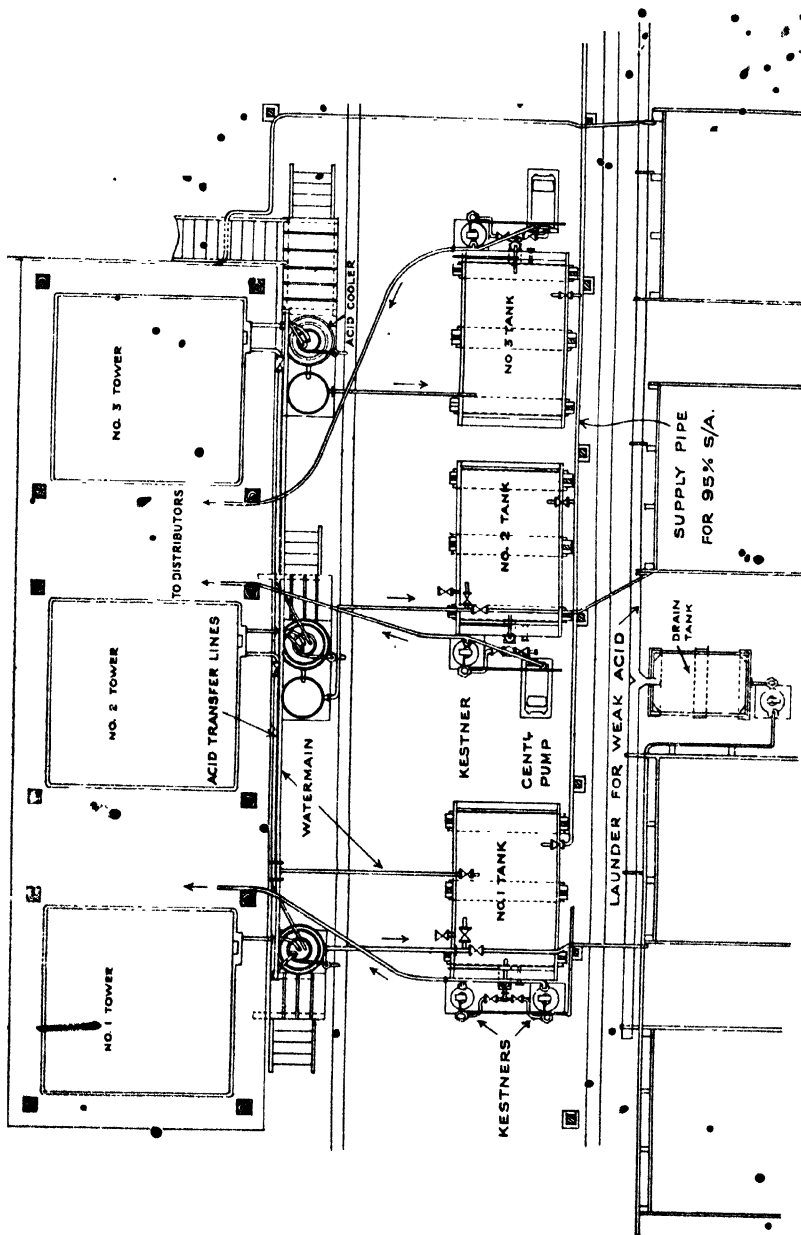 NO. 1 TOWER
NO. 2 TOWER
NO. 3 TOWER
TO DISTRIBUTORS
ACID TRANSFER LINES
WATERMAIN
ACID COOLER
KESTNERS
NO. 1 TANK
KESTNER
CENTL
PUMP
NO. 2 TANK
NO 3 TANK
LAUNDER FOR WEAK ACID
DRAIN
TANK
SUPPLY PIPE
FOR 95% S/A.